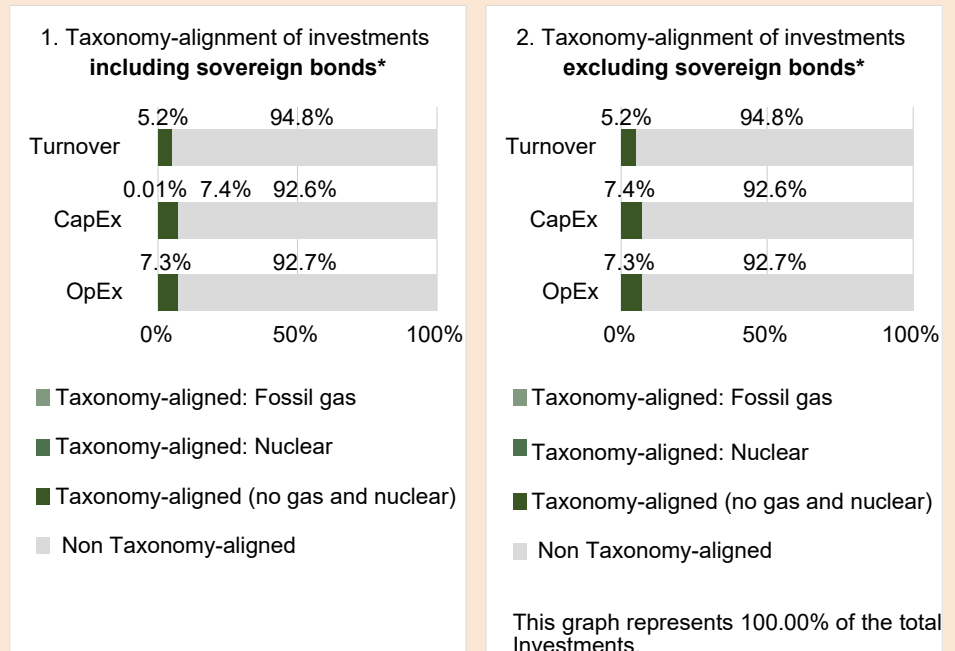 1. Taxonomy-alignment of investments
including sovereign bonds*
5.2% 94.8%
Turnover
0.01% 7.4% 92.6%
CapEx
7.3% 92.7%
OpEx
0% 50% 100%
Taxonomy-aligned: Fossil gas
Taxonomy-aligned: Nuclear
Taxonomy-aligned (no gas and nuclear)
Non Taxonomy-aligned
2. Taxonomy-alignment of investments
excluding sovereign bonds*
5.2% 94.8%
Turnover
7.4% 92.6%
CapEx
7.3% 92.7%
OpEx
0% 50% 100%
Taxonomy-aligned: Fossil gas
Taxonomy-aligned: Nuclear
Taxonomy-aligned (no gas and nuclear)
Non Taxonomy-aligned
This graph represents 100.00% of the total
Investments.